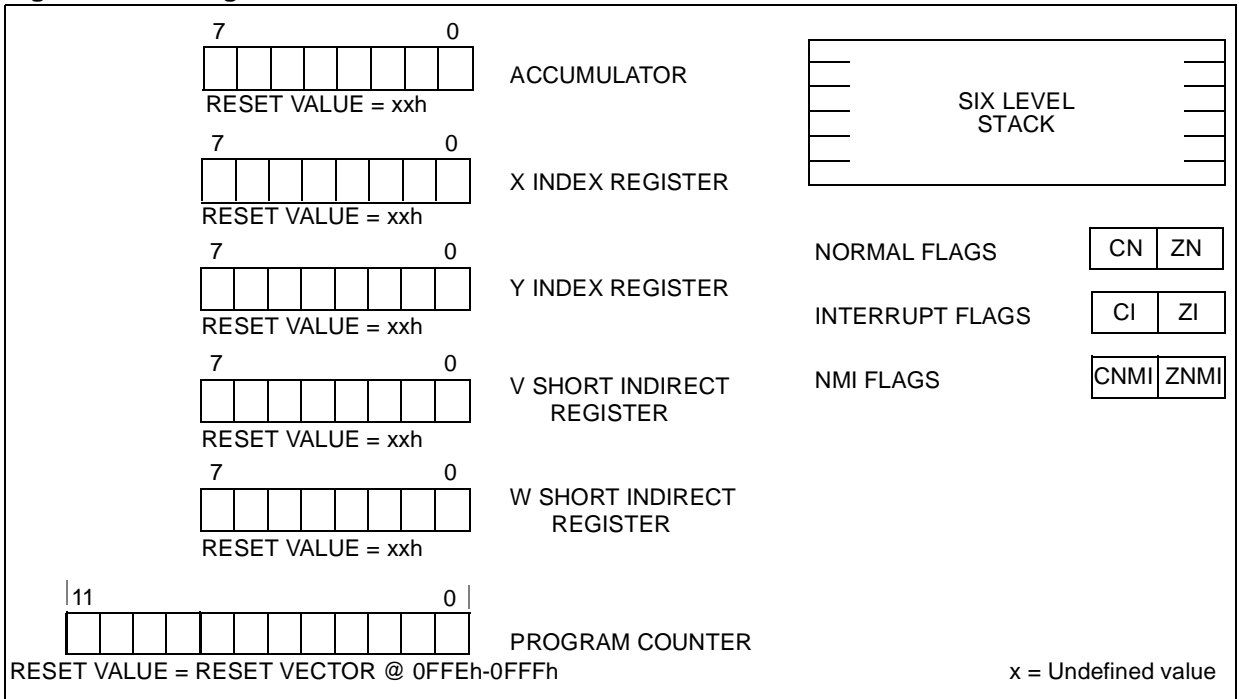 7 0
ACCUMULATOR
RESET VALUE = xxh
7 0
X INDEX REGISTER
RESET VALUE = xxh
7 0
Y INDEX REGISTER
RESET VALUE = xxh
7 0
V SHORT INDIRECT
REGISTER
RESET VALUE = xxh
7 0
W SHORT INDIRECT
REGISTER
RESET VALUE = xxh
11 0
PROGRAM COUNTER
RESET VALUE = RESET VECTOR @ 0FFEh-0FFFh
SIX LEVEL
STACK
NORMAL FLAGS CN ZN
INTERRUPT FLAGS CI ZI
NMI FLAGS CNMI ZNMI
x = Undefined value